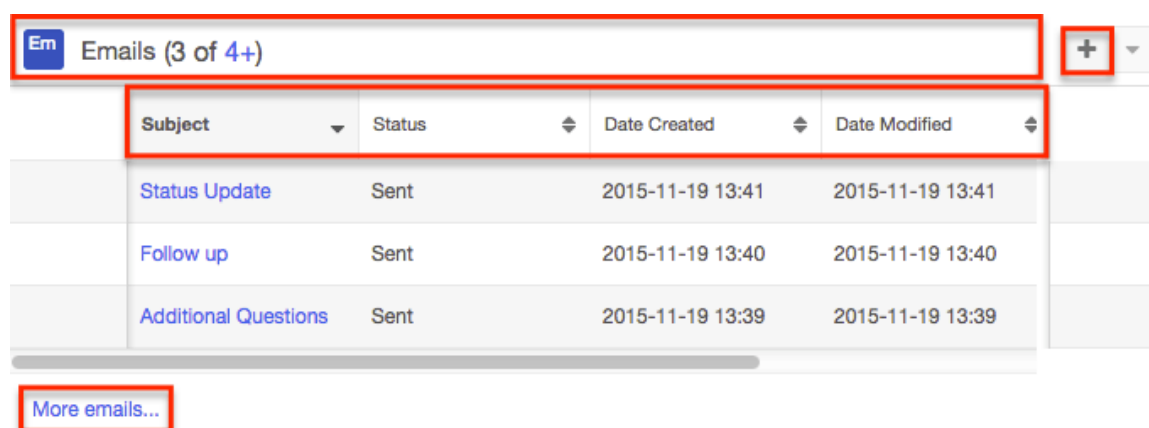 Em Emails (3 of 4+) +
Subject Status Date Created Date Modified
Status Update Sent 2015-11-19 13:41 2015-11-19 13:41
Follow up Sent 2015-11-19 13:40 2015-11-19 13:40
Additional Questions Sent 2015-11-19 13:39 2015-11-19 13:39
More emails...